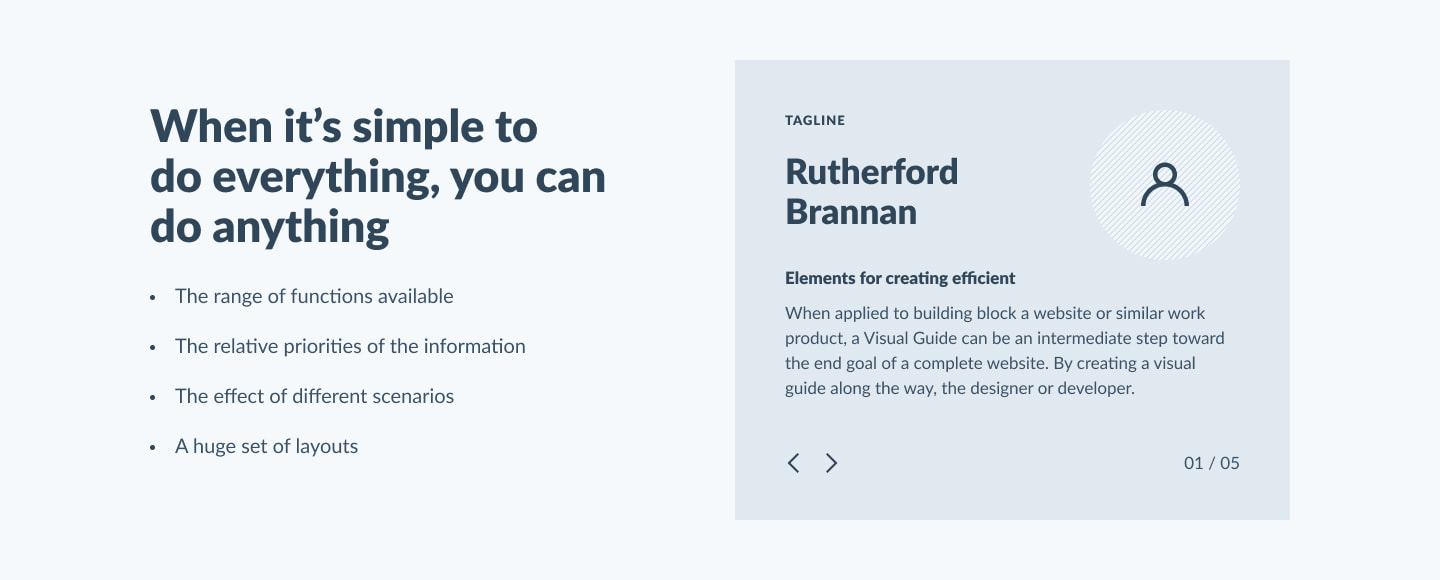 When it’s simple to
do everything, you can
do anything
• The range of functions available
• The relative priorities of the information
• The effect of different scenarios
• A huge set of layouts
TAGLINE
Rutherford
Brannan
Elements for creating efficient
When applied to building block a website or similar work
product, a Visual Guide can be an intermediate step toward
the end goal of a complete website. By creating a visual
guide along the way, the designer or developer.
01 / 05